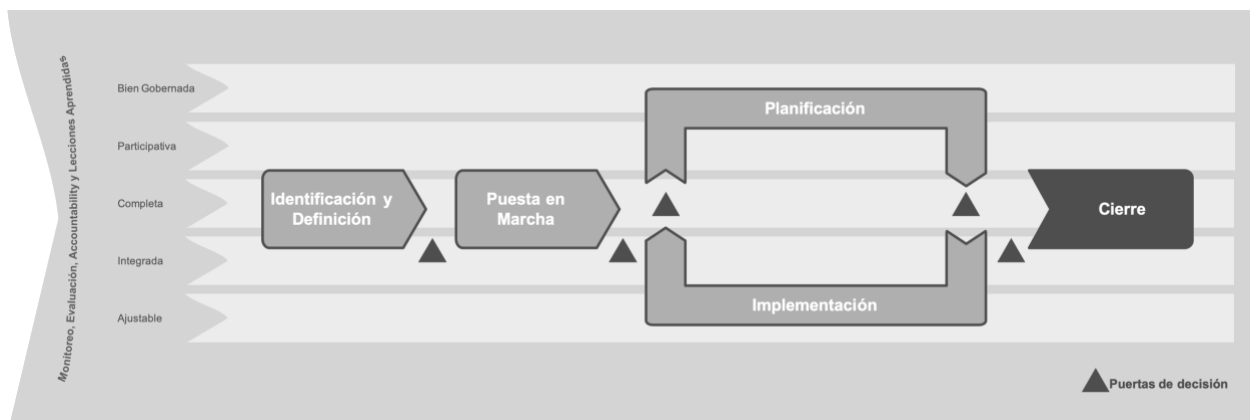 Monitoreo, Evaluación, Accountability y Lecciones Aprendidas
Bien Gobernada
Participativa
Completa
Integrada
Ajustable
Identificación y
Definición
Puesta en
Marcha
Planificación
Implementación
Cierre
Puertas de decisión